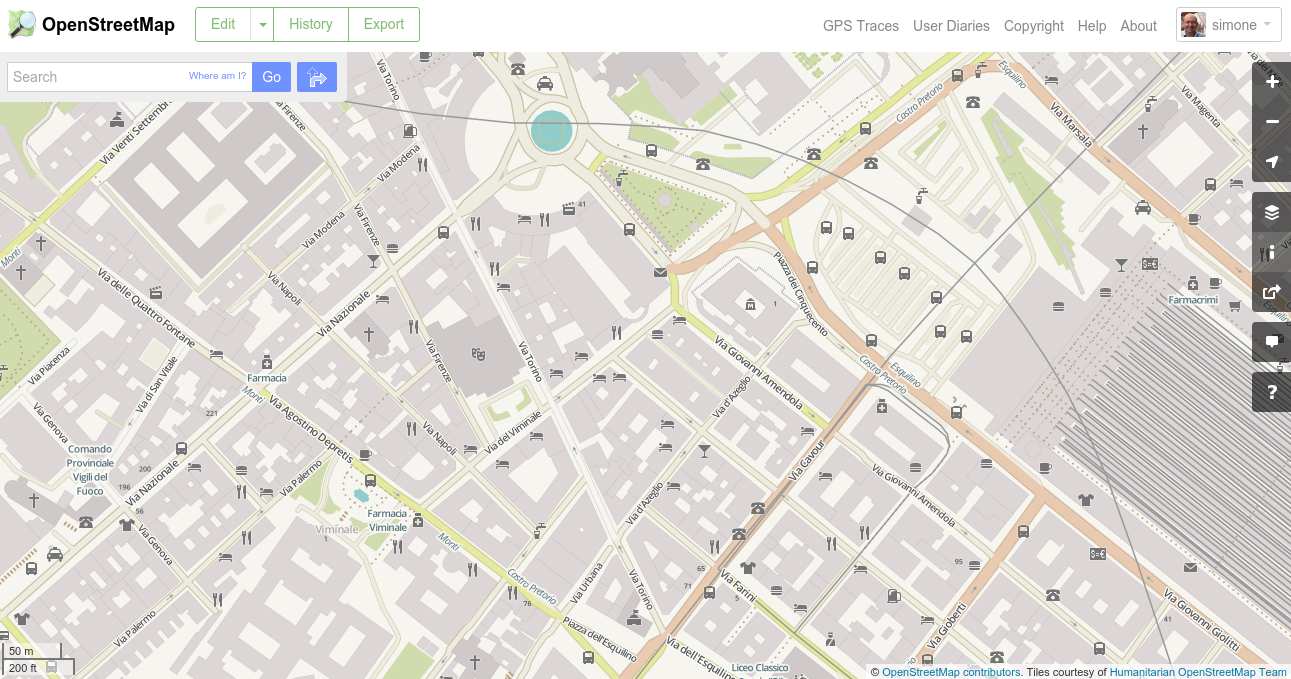 OpenStreetMap
Edit
History
Export
GPS Traces
User Diaries
Copyright
Help
About
simone
Search
Where am I?
Go
Via Torino
Esquilino
Castro Pretorio
Via Marsala
Via Magenta
Via Venti Settembre
Via Firenze
Via Modena
41
Via Modena
Via Firenze
Monti
Via delle Quattro Fontane
Via Napoli
Via Nazionale
Piazza dei Cinquecento
1
$=€
Farmacrimi
Esquilino
Via Piacenza
Via di San Vitale
Farmacia
Monti
Via Firenze
Via Torino
Via Giovanni Amendola
Castro Pretorio
Esquilino
Via d'Azeglio
Via Genova
221
Via Agostino Depretis
Via Napoli
Via del Viminale
Comando
Provinciale
Vigili del
Fuoco
200
196
56
Via Nazionale
Via Palermo
Via Cavour
Via Giovanni Amendola
Via d'Azeglio
Farmacia
Viminale
Viminale
1
Via Genova
Monti
95
$=€
Castro Pretorio
76
Via Urbana
Via Torino
65
71
Via Farini
5
Via Palermo
Piazza dell'Esquilino
Via dell'Esquilino
Via Gioberti
41
Via Giovanni Giolitti
Liceo Classico
50 m
200 ft
© OpenStreetMap contributors. Tiles courtesy of Humanitarian OpenStreetMap Team